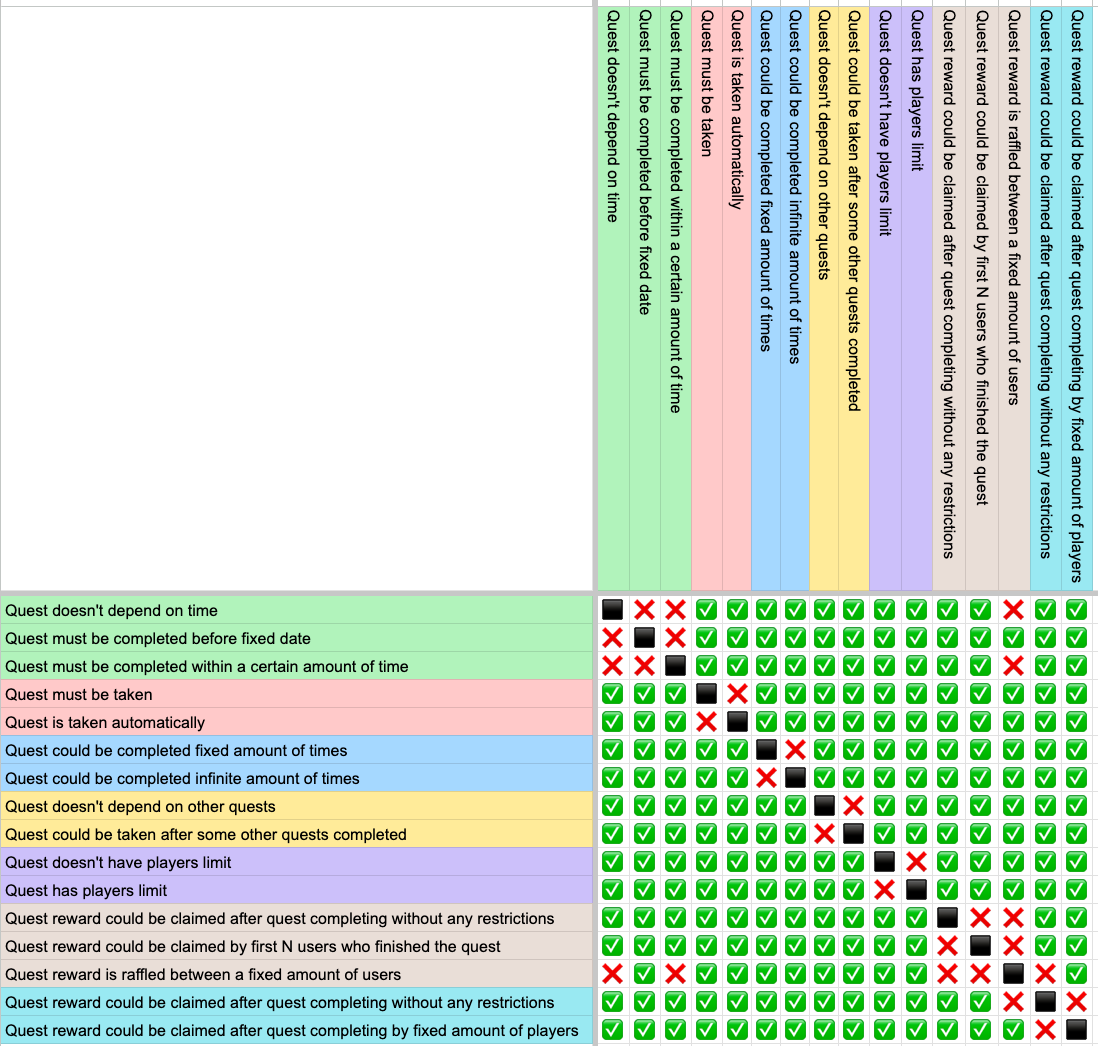 Quest doesn't depend on time
Quest must be completed before fixed date
Quest must be completed within a certain amount of time
Quest must be taken
Quest is taken automatically
Quest could be completed fixed amount of times
Quest could be completed infinite amount of times
Quest doesn't depend on other quests
Quest could be taken after some other quests completed
Quest doesn't have players limit
Quest has players limit
Quest reward could be claimed after quest completing without any restrictions
Quest reward could be claimed by first N users who finished the quest
Quest reward is raffled between a fixed amount of users
Quest reward could be claimed after quest completing without any restrictions
Quest reward could be claimed after quest completing by fixed amount of players
Quest doesn't depend on time
Quest must be completed before fixed date
Quest must be completed within a certain amount of time
Quest must be taken
Quest is taken automatically
Quest could be completed fixed amount of times
Quest could be completed infinite amount of times
Quest doesn't depend on other quests
Quest could be taken after some other quests completed
Quest doesn't have players limit
Quest has players limit
Quest reward could be claimed after quest completing without any restrictions
Quest reward could be claimed by first N users who finished the quest
Quest reward is raffled between a fixed amount of users
Quest reward could be claimed after quest completing without any restrictions
Quest reward could be claimed after quest completing by fixed amount of players